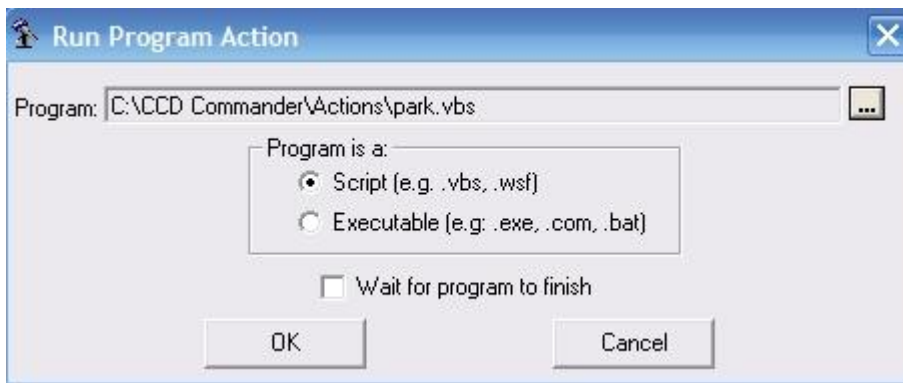 Run Program Action
Program: C:\CCD Commander\Actions\park.vbs ...
Program is a:
Script (e.g. .vbs, .wsf)
Executable (e.g: .exe, .com, .bat)
Wait for program to finish
OK Cancel